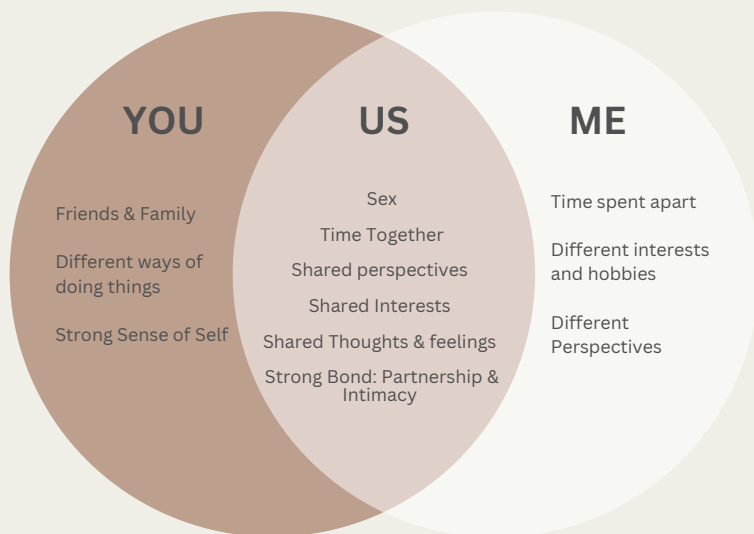 YOU
Friends & Family
Different ways of
doing things
Strong Sense of Self
US
Sex
Time Together
Shared perspectives
Shared Interests
Shared Thoughts & feelings
Strong Bond: Partnership &
Intimacy
ME
Time spent apart
Different interests
and hobbies
Different
Perspectives